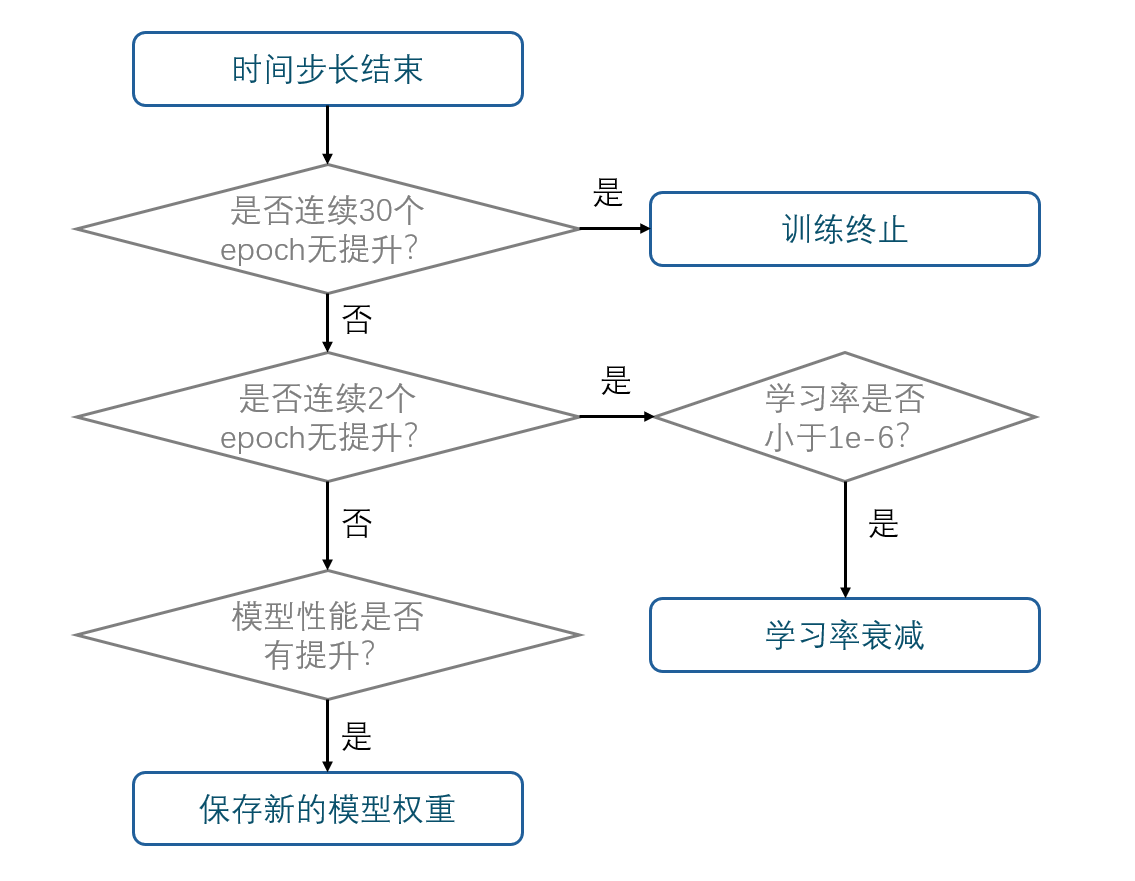 时间步长结束
是否连续30个
epoch无提升？
是
训练终止
否
是否连续2个
epoch无提升？
是
学习率是否
小于1e-6？
否
是
模型性能是否
有提升？
学习率衰减
是
保存新的模型权重